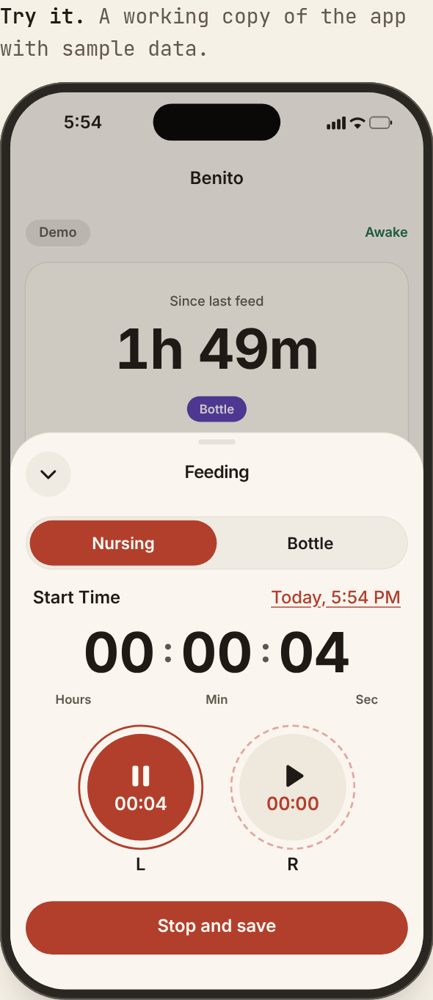 Try it. A working copy of the app
with sample data.
5:54
Benito
Demo
Awake
Since last feed
1h 49m
Bottle
Feeding
Nursing
Bottle
Start Time
Today, 5:54 PM
00 : 00 : 04
Hours
Min
Sec
00:04
00:00
L
R
Stop and save